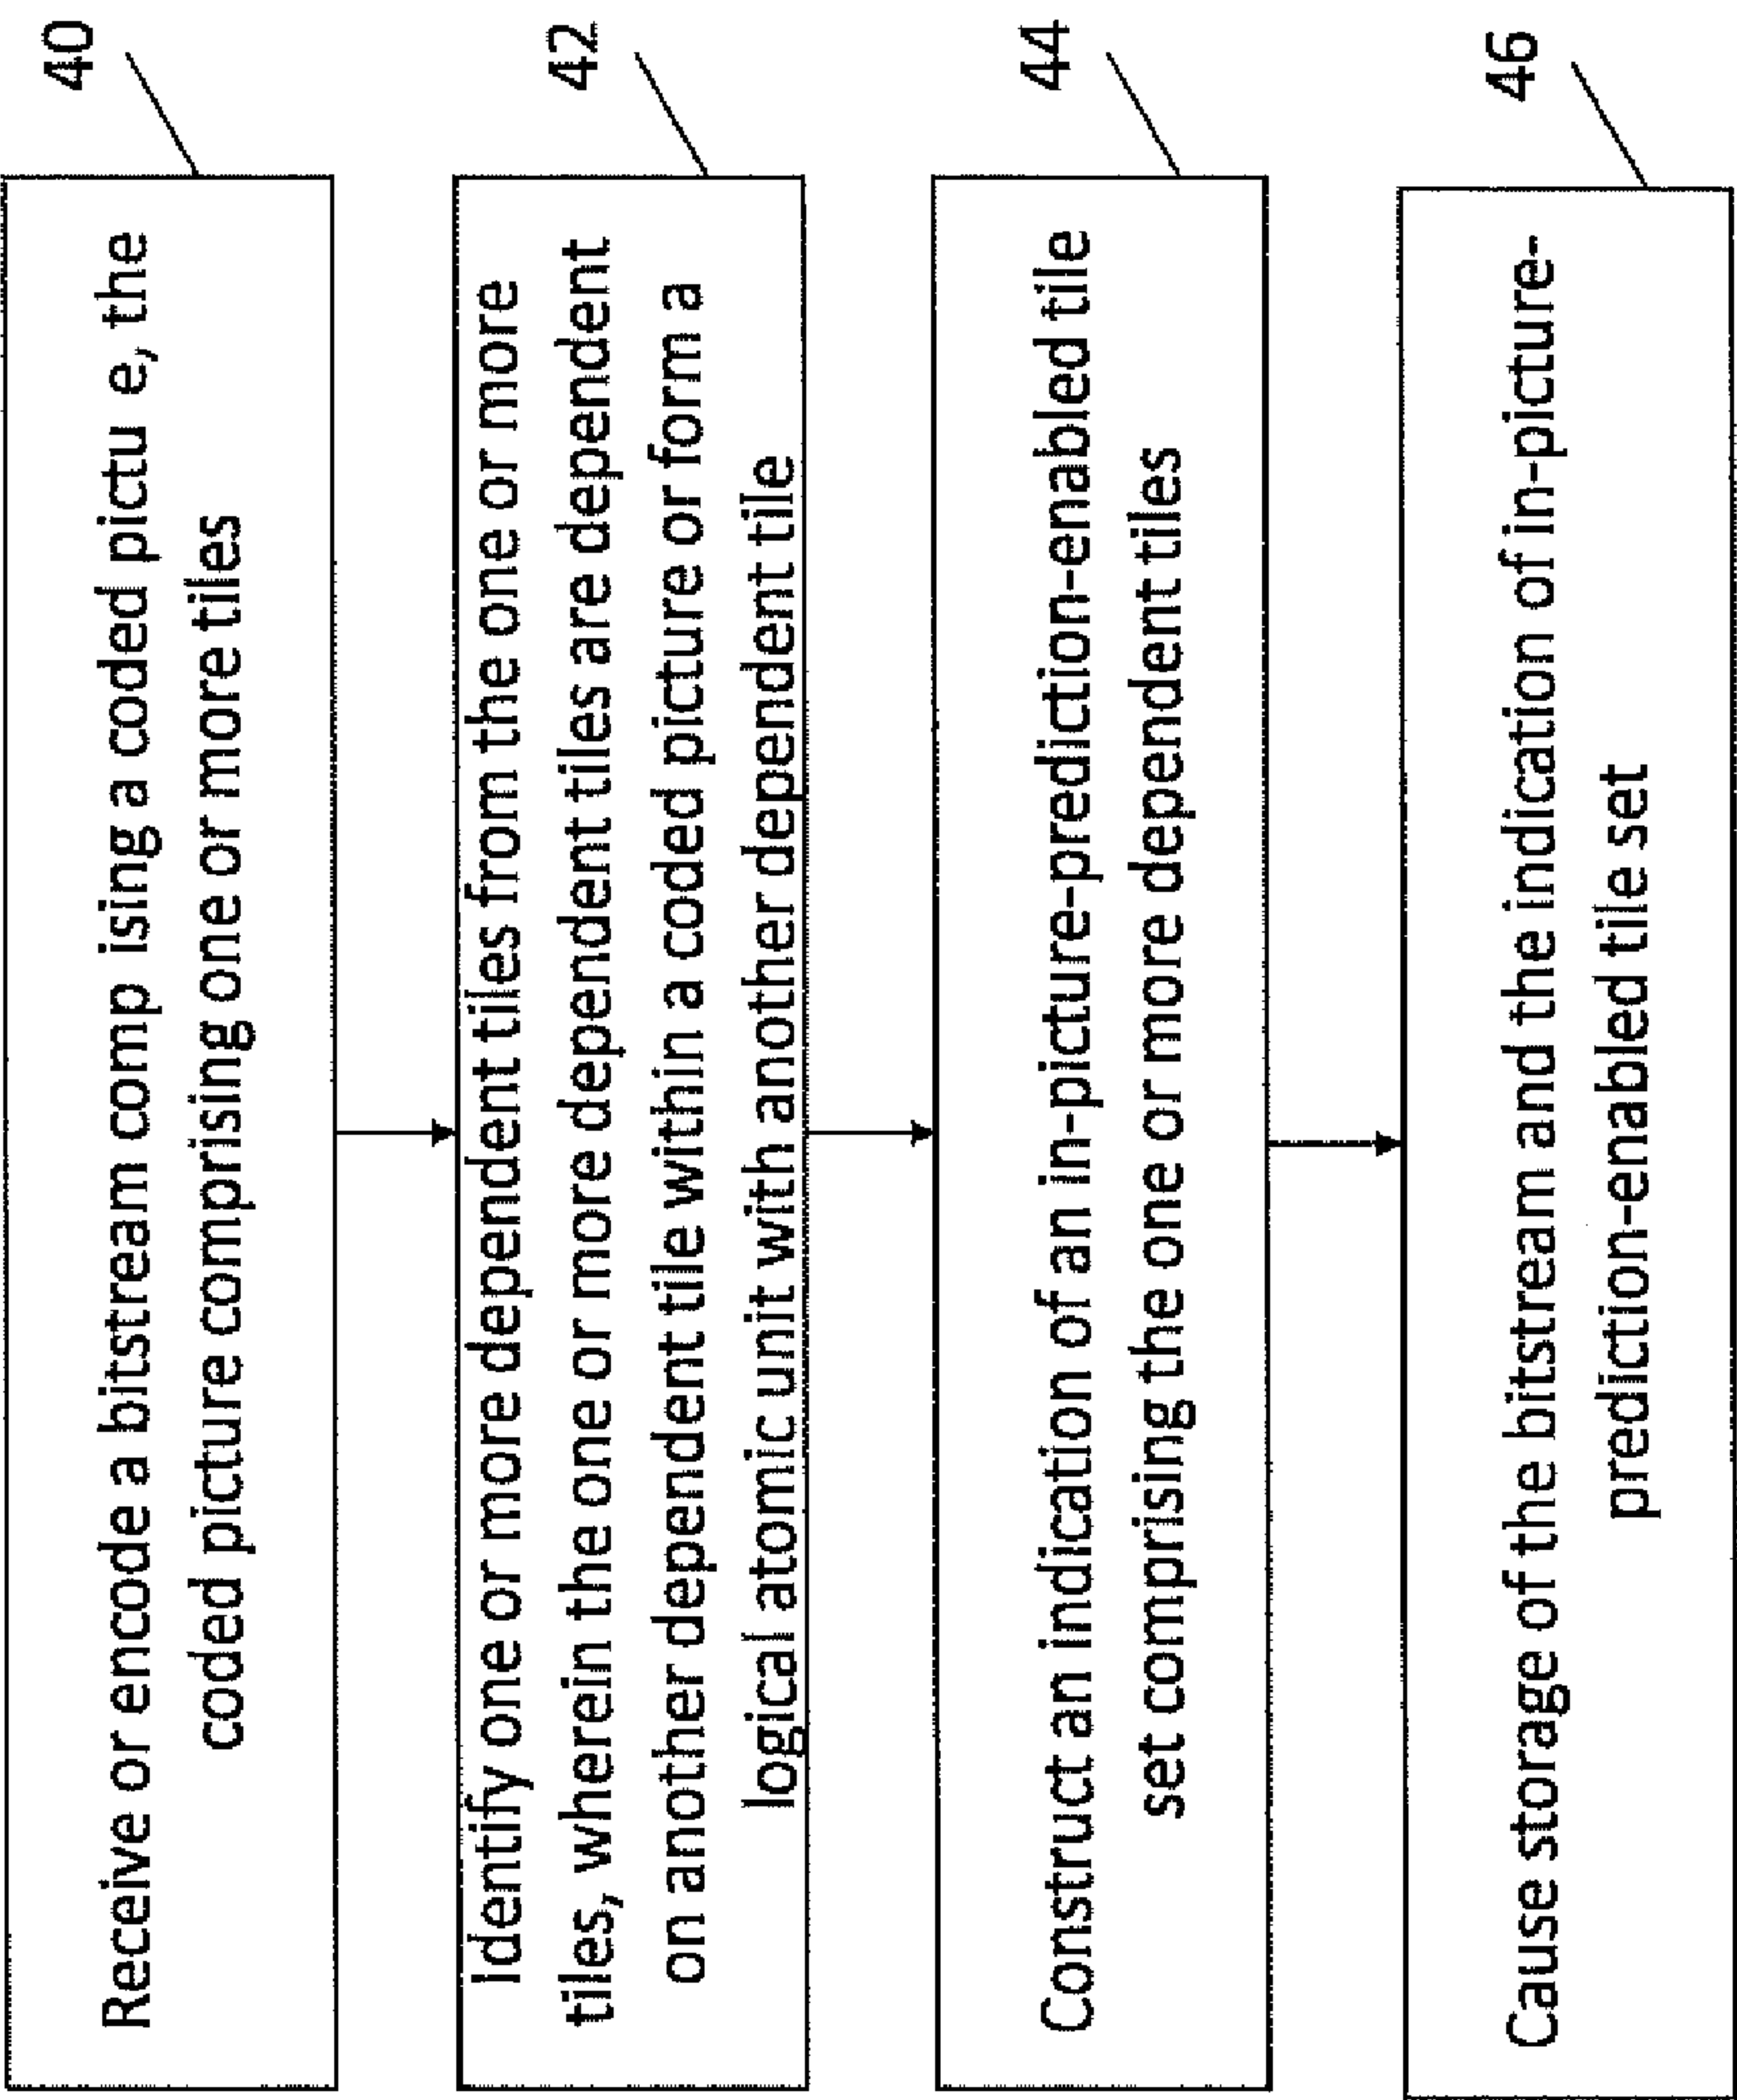 40
Receive or encode a bitstream comp ising a coded pictu e, the
coded picture comprising one or more tiles
42
Identify one or more dependent tiles from the one or more
tiles, wherein the one or more dependent tiles are dependent
on another dependent tile within a coded picture or form a
logical atomic unit with another dependent tile
44
Construct an indication of an in-picture-prediction-enabled tile
set comprising the one or more dependent tiles
46
Cause storage of the bitstream and the indication of in-picture-
prediction-enabled tile set